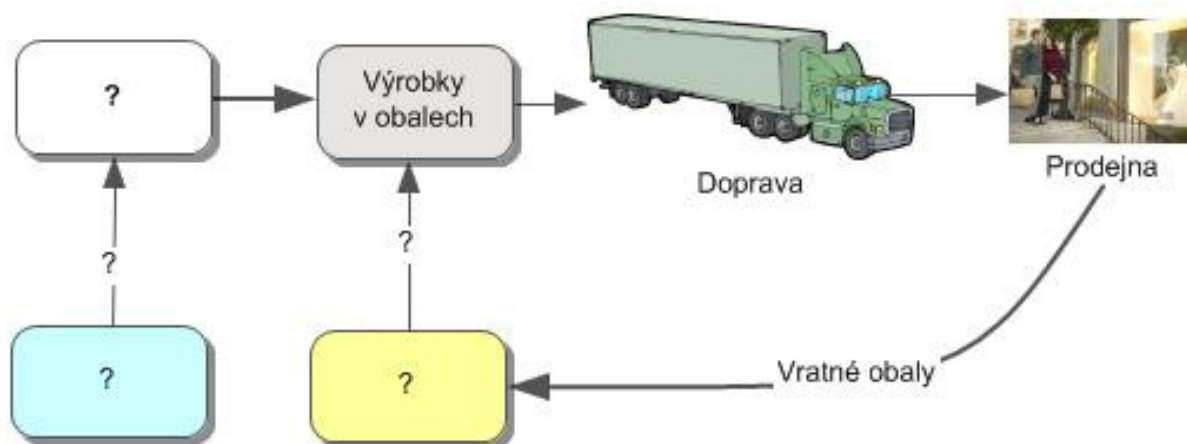 ?
Výrobky
v obalech
Doprava
Prodejna
?
?
?
?
Vratné obaly